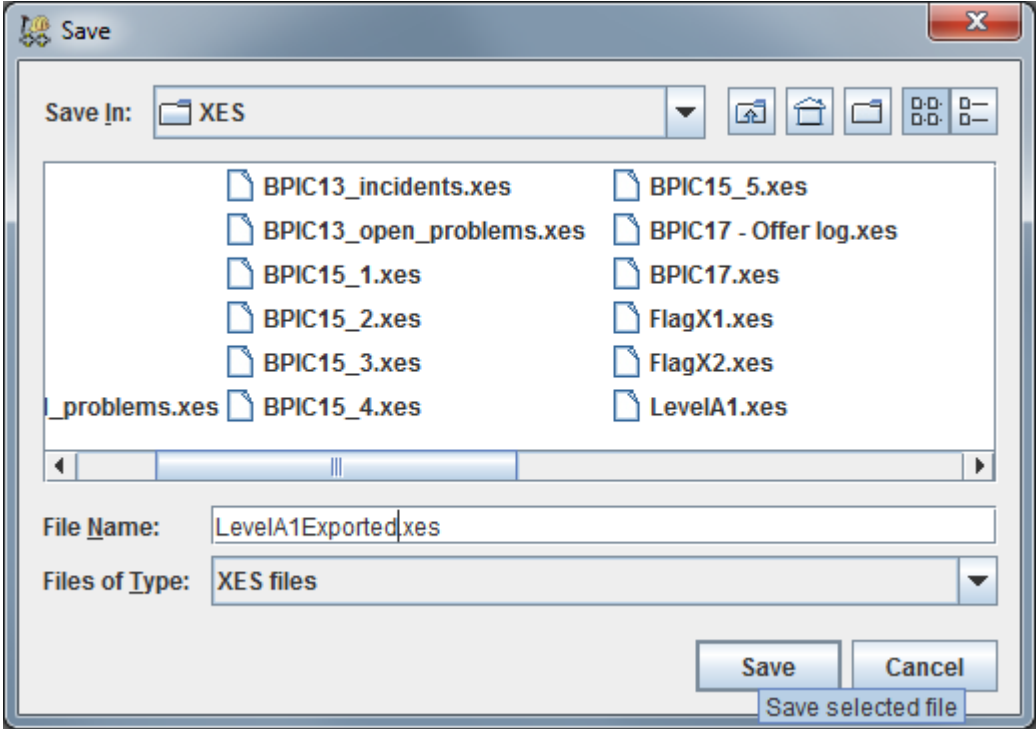 Save
Save In: XES
BPIC13_incidents.xes BPIC15_5.xes
BPIC13_open_problems.xes BPIC17 - Offer log.xes
BPIC15_1.xes BPIC17.xes
BPIC15_2.xes FlagX1.xes
BPIC15_3.xes FlagX2.xes
_problems.xes BPIC15_4.xes LevelA1.xes
File Name: LevelA1Exported.xes
Files of Type: XES files
Save Cancel
Save selected file